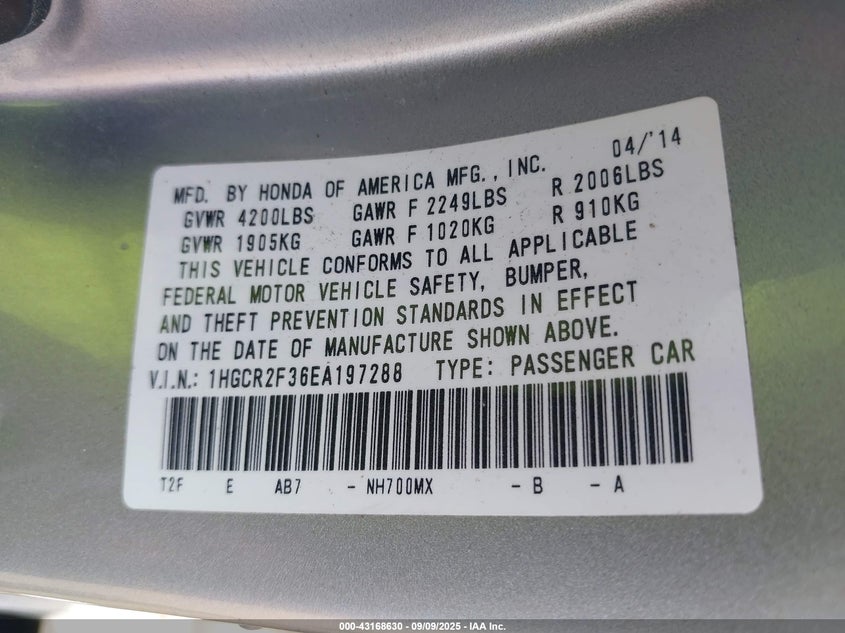 04/'14
MFD. BY HONDA OF AMERICA MFG., INC.
GVWR 4200LBS GAWR F 2249LBS R 2006LBS
GVWR 1905KG GAWR F 1020KG R 910KG
THIS VEHICLE CONFORMS TO ALL APPLICABLE
FEDERAL MOTOR VEHICLE SAFETY, BUMPER,
AND THEFT PREVENTION STANDARDS IN EFFECT
ON THE DATE OF MANUFACTURE SHOWN ABOVE.
V.I.N.: 1HGCR2F36EA197288 TYPE: PASSENGER CAR
T2F E AB7 - NH700MX - B - A
000-43168630 - 09/09/2025 - IAA Inc.